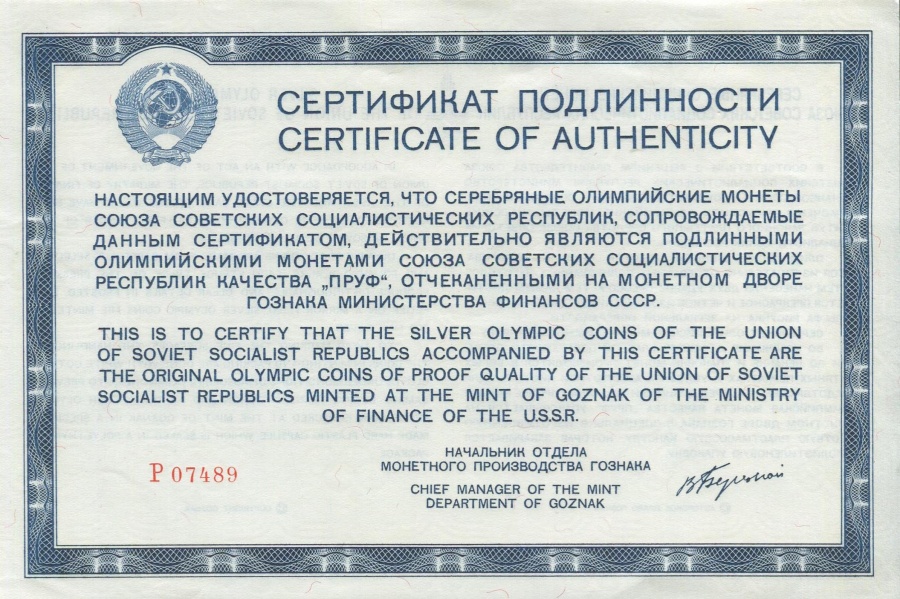 СЕРТИФИКАТ ПОДЛИННОСТИ
CERTIFICATE OF AUTHENTICITY
НАСТОЯЩИМ УДОСТОВЕРЯЕТСЯ, ЧТО СЕРЕБРЯНЫЕ ОЛИМПИЙСКИЕ МОНЕТЫ
СОЮЗА СОВЕТСКИХ СОЦИАЛИСТИЧЕСКИХ РЕСПУБЛИК, СОПРОВОЖДАЕМЫЕ
ДАННЫМ СЕРТИФИКАТОМ, ДЕЙСТВИТЕЛЬНО ЯВЛЯЮТСЯ ПОДЛИННЫМИ
ОЛИМПИЙСКИМИ МОНЕТАМИ СОЮЗА СОВЕТСКИХ СОЦИАЛИСТИЧЕСКИХ
РЕСПУБЛИК КАЧЕСТВА „ПРУФ“, ОТЧЕКАНЕННЫМИ НА МОНЕТНОМ ДВОРЕ
ГОЗНАКА МИНИСТЕРСТВА ФИНАНСОВ СССР.
THIS IS TO CERTIFY THAT THE SILVER OLYMPIC COINS OF THE UNION
OF SOVIET SOCIALIST REPUBLICS ACCOMPANIED BY THIS CERTIFICATE ARE
THE ORIGINAL OLYMPIC COINS OF PROOF QUALITY OF THE UNION OF SOVIET
SOCIALIST REPUBLICS MINTED AT THE MINT OF GOZNAK OF THE MINISTRY
OF FINANCE OF THE U.S.S.R.
НАЧАЛЬНИК ОТДЕЛА
МОНЕТНОГО ПРОИЗВОДСТВА ГОЗНАКА
P 07489
CHIEF MANAGER OF THE MINT
DEPARTMENT OF GOZNAK